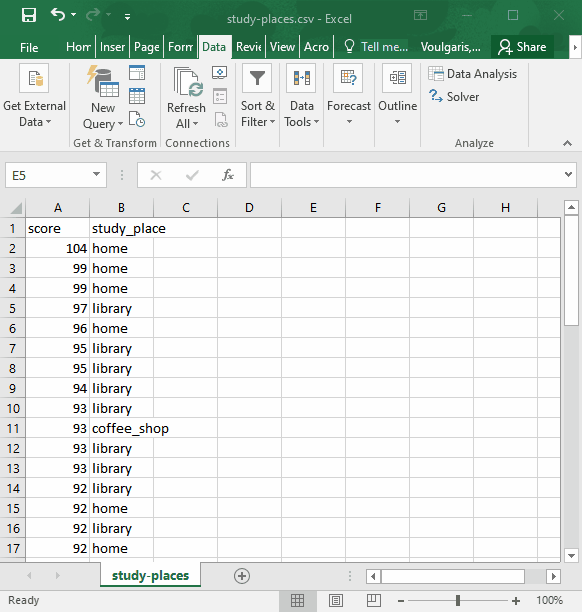 study-places.csv - Excel
File Hom Inser Page Forr Data Revie View Acro Tell me... Voulgaris,... Share
Data Analysis
Solver
Get External Data
New Query
Refresh All
Sort & Filter
Data Tools
Forecast
Outline
Get & Transform Connections Analyze
E5 fx
A B C D E F G H
1 score study_place
2 104 home
3 99 home
4 99 home
5 97 library
6 96 home
7 95 library
8 95 library
9 94 library
10 93 library
11 93 coffee_shop
12 93 library
13 93 library
14 92 library
15 92 home
16 92 library
17 92 home
study-places
Ready 100%